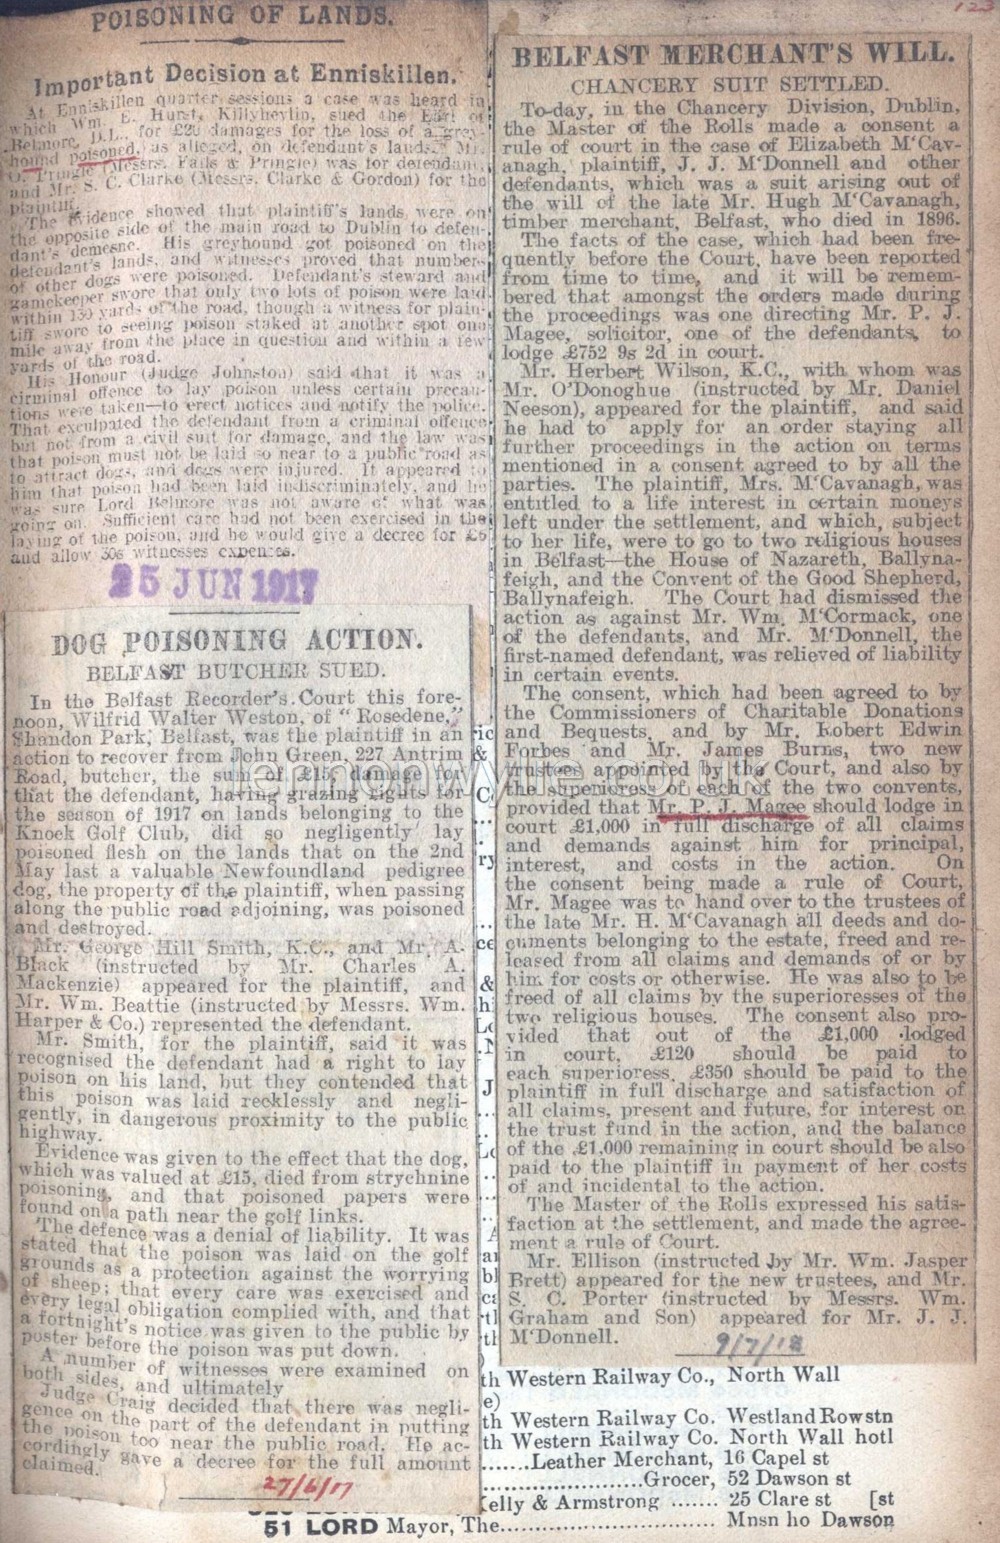 POISONING OF LANDS.
Important Decision at Enniskillen.
At Enniskillen quarter sessions a case was heard in
which Wm. E. Hurst, Killyhevlin, sued the Earl of
Belmore, D.L., for £20 damages for the loss of a grey-
hound poisoned, as alleged, on defendant's lands. Mr.
Pringle (Messrs. Falls & Pringle) was for defendant,
and Mr. S. C. Clarke (Messrs. Clarke & Gordon) for the
plaintiff.
The evidence showed that plaintiff's lands were on
the opposite side of the main road to Dublin to defen-
dant's demesne. His greyhound got poisoned on the
defendant's lands, and witnesses proved that numbers
of other dogs were poisoned. Defendant's steward and
gamekeeper swore that only two lots of poison were laid
within 150 yards of the road, though a witness for plain-
tiff swore to seeing poison staked at another spot one
mile away from the place in question and within a few
yards of the road.
His Honour (Judge Johnston) said that it was a
cirminal offence to lay poison unless certain precau-
tions were taken—to erect notices and notify the police.
That exculpated the defendant from a criminal offence
but not from a civil suit for damage, and the law was
that poison must not be laid so near to a public road as
to attract dogs, and dogs were injured. It appeared to
him that poison had been laid indiscriminately, and he
was sure Lord Belmore was not aware of what was
going on. Sufficient care had not been exercised in the
laying of the poison, and he would give a decree for £5
and allow 30s witnesses expenses.
25 JUN 1917
DOG POISONING ACTION.
BELFAST BUTCHER SUED.
In the Belfast Recorder's Court this fore-
noon, Wilfrid Walter Weston, of "Rosedene,"
Shandon Park, Belfast, was the plaintiff in an
action to recover from John Green, 227 Antrim
Road, butcher, the sum of £15, damage for
that the defendant, having grazing rights for
the season of 1917 on lands belonging to the
Knock Golf Club, did so negligently lay
poisoned flesh on the lands that on the 2nd
May last a valuable Newfoundland pedigree
dog, the property of the plaintiff, when passing
along the public road adjoining, was poisoned
and destroyed.
Mr. George Hill Smith, K.C., and Mr. A.
Black (instructed by Mr. Charles A.
Mackenzie) appeared for the plaintiff, and
Mr. Wm. Beattie (instructed by Messrs. Wm.
Harper & Co.) represented the defendant.
Mr. Smith, for the plaintiff, said it was
recognised the defendant had a right to lay
poison on his land, but they contended that
this poison was laid recklessly and negli-
gently, in dangerous proximity to the public
highway.
Evidence was given to the effect that the dog,
which was valued at £15, died from strychnine
poisoning, and that poisoned papers were
found on a path near the golf links.
The defence was a denial of liability. It was
stated that the poison was laid on the golf
grounds as a protection against the worrying
of sheep; that every care was exercised and
every legal obligation complied with, and that
a fortnight's notice was given to the public by
poster before the poison was put down.
A number of witnesses were examined on
both sides, and ultimately
Judge Craig decided that there was negli-
gence on the part of the defendant in putting
the poison too near the public road. He ac-
cordingly gave a decree for the full amount
claimed.
27/6/17
123
BELFAST MERCHANT'S WILL.
CHANCERY SUIT SETTLED.
To-day, in the Chancery Division, Dublin,
the Master of the Rolls made a consent a
rule of court in the case of Elizabeth M'Cav-
anagh, plaintiff, J. J. M'Donnell and other
defendants, which was a suit arising out of
the will of the late Mr. Hugh M'Cavanagh,
timber merchant, Belfast, who died in 1896.
The facts of the case, which had been fre-
quently before the Court, have been reported
from time to time, and it will be remem-
bered that amongst the orders made during
the proceedings was one directing Mr. P. J.
Magee, solicitor, one of the defendants, to
lodge £752 9s 2d in court.
Mr. Herbert Wilson, K.C., with whom was
Mr. O'Donoghue (instructed by Mr. Daniel
Neeson), appeared for the plaintiff, and said
he had to apply for an order staying all
further proceedings in the action on terms
mentioned in a consent agreed to by all the
parties. The plaintiff, Mrs. M'Cavanagh, was
entitled to a life interest in certain moneys
left under the settlement, and which, subject
to her life, were to go to two religious houses
in Belfast—the House of Nazareth, Ballyna-
feigh, and the Convent of the Good Shepherd,
Ballynafeigh. The Court had dismissed the
action as against Mr. Wm. M'Cormack, one
of the defendants, and Mr. M'Donnell, the
first-named defendant, was relieved of liability
in certain events.
The consent, which had been agreed to by
the Commissioners of Charitable Donations
and Bequests, and by Mr. Robert Edwin
Forbes and Mr. James Burns, two new
trustees appointed by the Court, and also by
the superioress of each of the two convents,
provided that Mr. P. J. Magee should lodge in
court £1,000 in full discharge of all claims
and demands against him for principal,
interest, and costs in the action. On
the consent being made a rule of Court,
Mr. Magee was to hand over to the trustees of
the late Mr. H. M'Cavanagh all deeds and do-
cuments belonging to the estate, freed and re-
leased from all claims and demands of or by
him for costs or otherwise. He was also to be
freed of all claims by the superioresses of the
two religious houses. The consent also pro-
vided that out of the £1,000 lodged
in court, £120 should be paid to
each superioress, £350 should be paid to the
plaintiff in full discharge and satisfaction of
all claims, present and future, for interest on
the trust fund in the action, and the balance
of the £1,000 remaining in court should be also
paid to the plaintiff in payment of her costs
of and incidental to the action.
The Master of the Rolls expressed his satis-
faction at the settlement, and made the agree-
ment a rule of Court.
Mr. Ellison (instructed by Mr. Wm. Jasper
Brett) appeared for the new trustees, and Mr.
S. C. Porter (instructed by Messrs. Wm.
Graham and Son) appeared for Mr. J. J.
M'Donnell.
9/7/18
th Western Railway Co., North Wall
e)
th Western Railway Co. Westland Rowstn
th Western Railway Co. North Wall hotl
.......Leather Merchant, 16 Capel st
.......................Grocer, 52 Dawson st
Kelly & Armstrong ....... 25 Clare st [st
51 LORD Mayor, The................................ Mnsn ho Dawson
jemmonwylie.co.uk